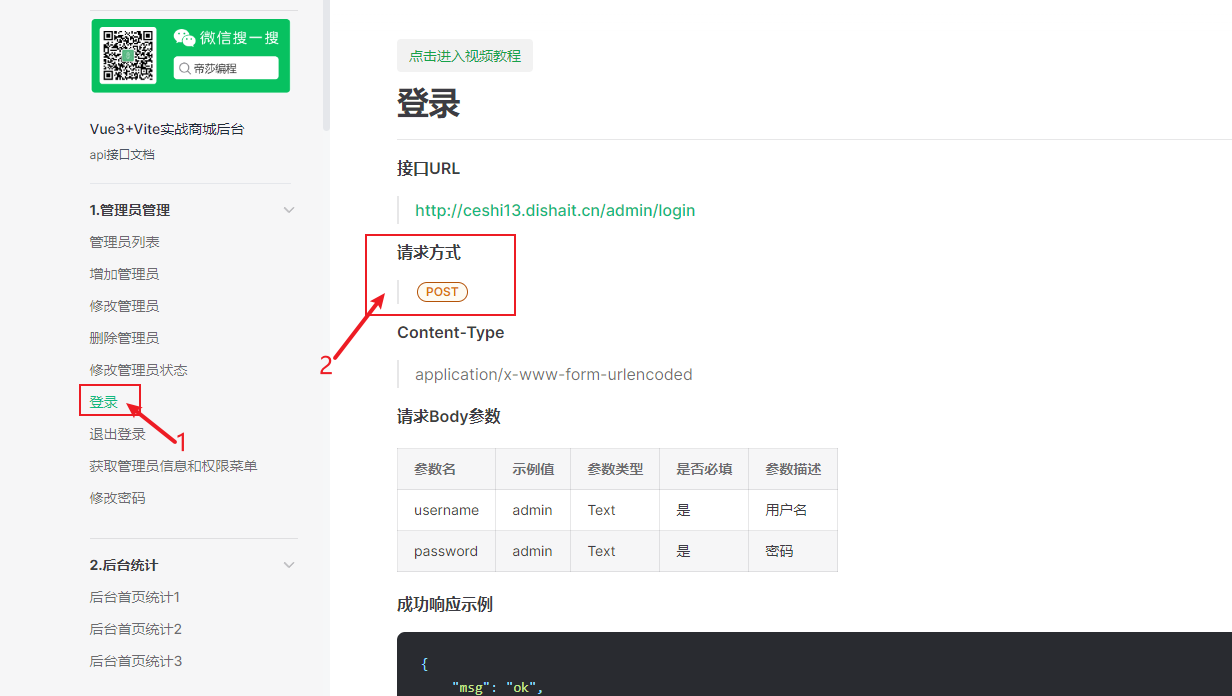 微信搜一搜
帝莎编程
Vue3+Vite实战商城后台
api接口文档
1.管理员管理
管理员列表
增加管理员
修改管理员
删除管理员
修改管理员状态
登录
1
退出登录
获取管理员信息和权限菜单
修改密码
2.后台统计
后台首页统计1
后台首页统计2
后台首页统计3
点击进入视频教程
登录
接口URL
http://ceshi13.dishait.cn/admin/login
请求方式
POST
2
Content-Type
application/x-www-form-urlencoded
请求Body参数
参数名 示例值 参数类型 是否必填 参数描述
username admin Text 是 用户名
password admin Text 是 密码
成功响应示例
{
"msg": "ok",